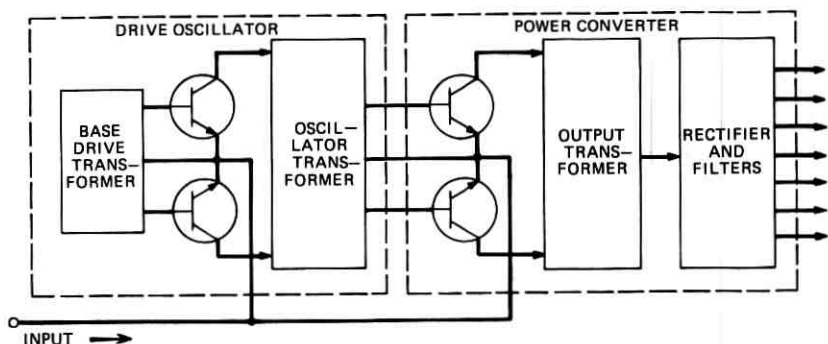 DRIVE OSCILLATOR
POWER CONVERTER
BASE
DRIVE
TRANS–
FORMER
OSCIL–
LATOR
TRANS–
FORMER
OUTPUT
TRANS–
FORMER
RECTIFIER
AND
FILTERS
INPUT